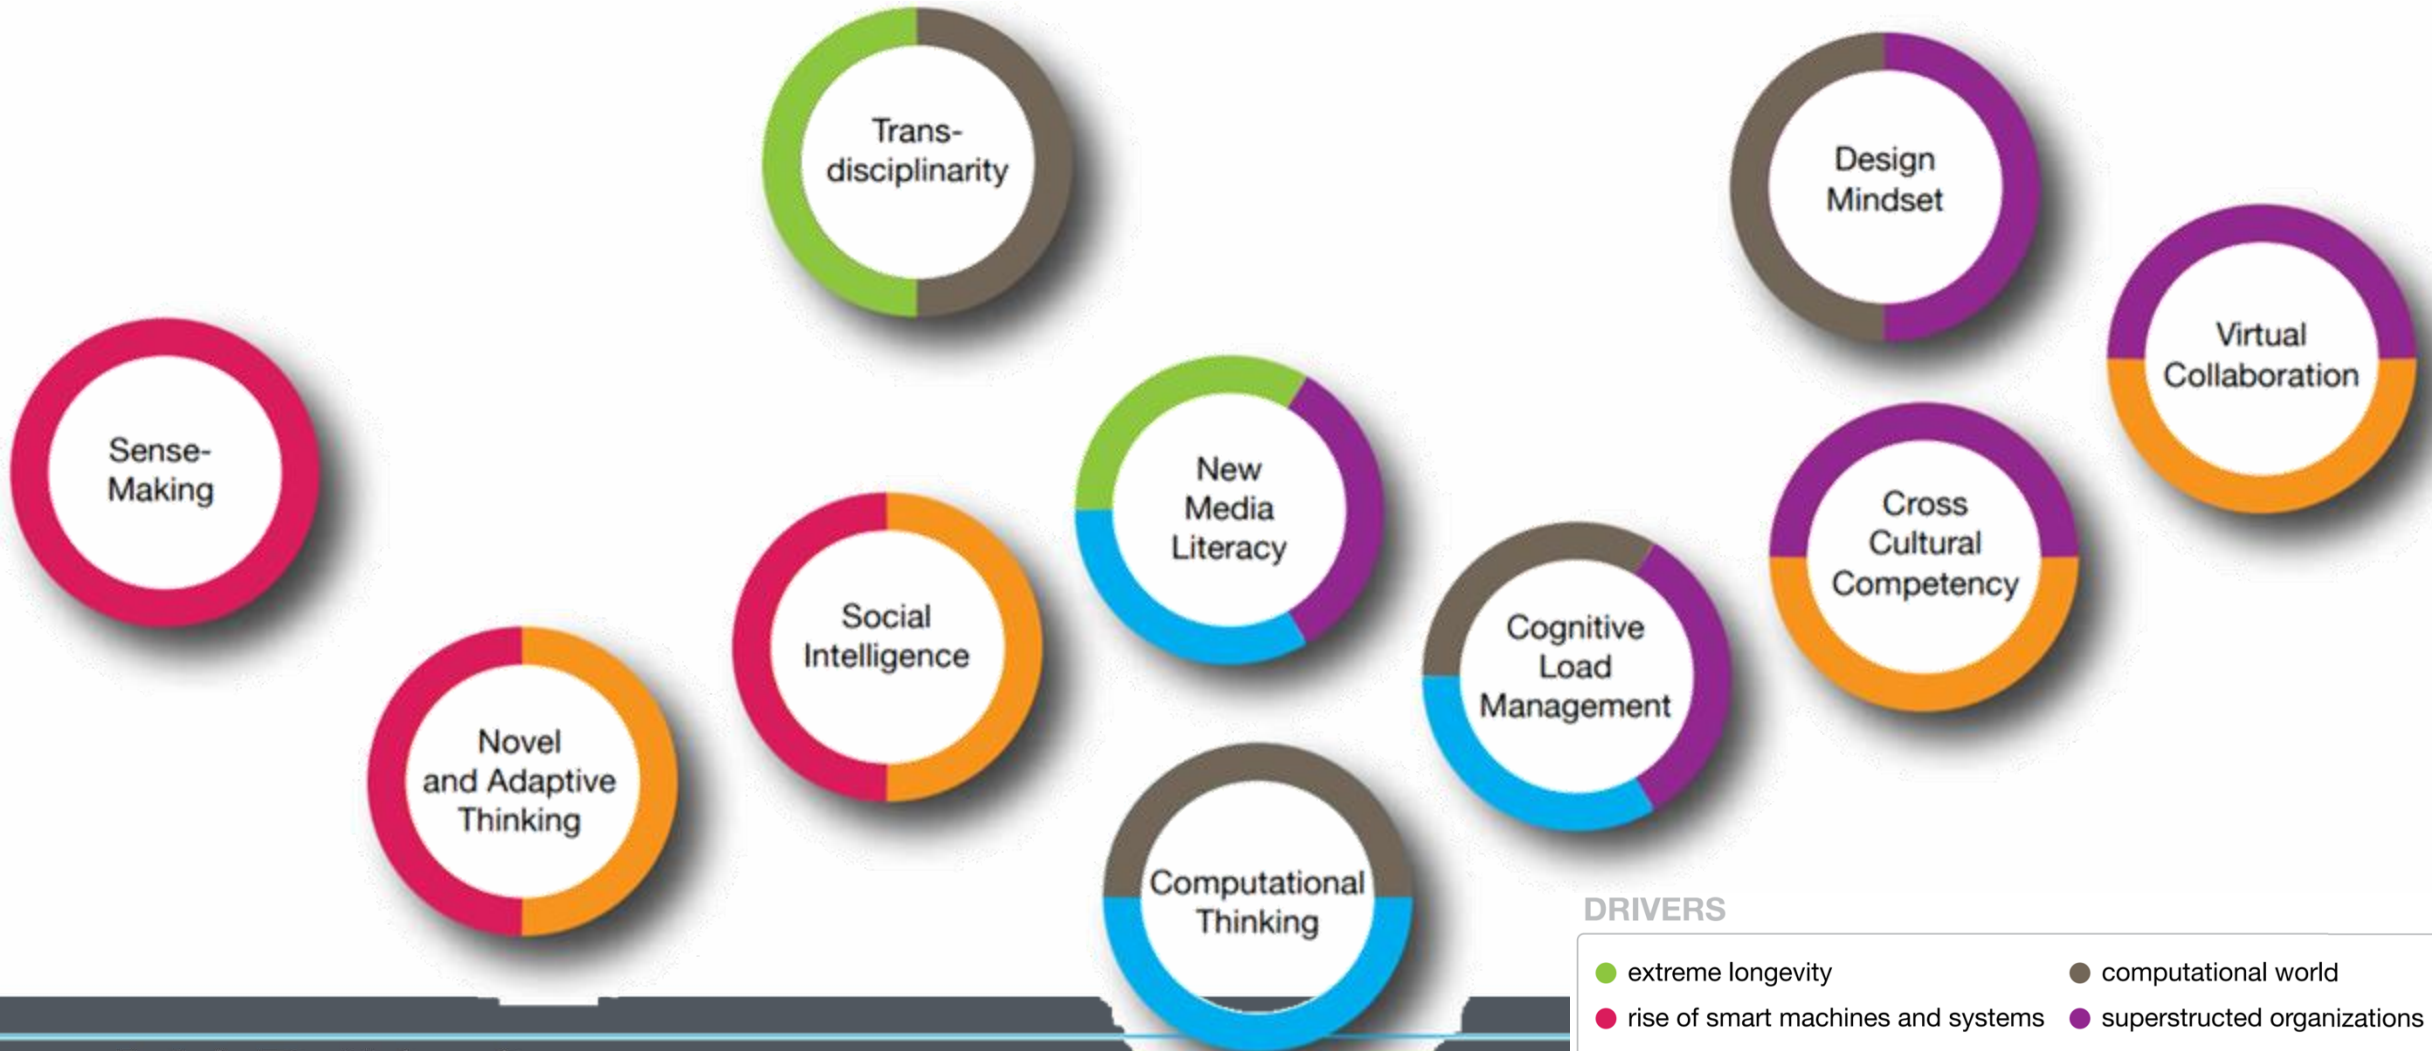 Trans-
disciplinarity
Design
Mindset
Virtual
Collaboration
Sense-
Making
New
Media
Literacy
Cross
Cultural
Competency
Social
Intelligence
Cognitive
Load
Management
Novel
and Adaptive
Thinking
Computational
Thinking
DRIVERS
extreme longevity
computational world
rise of smart machines and systems
superstructed organizations